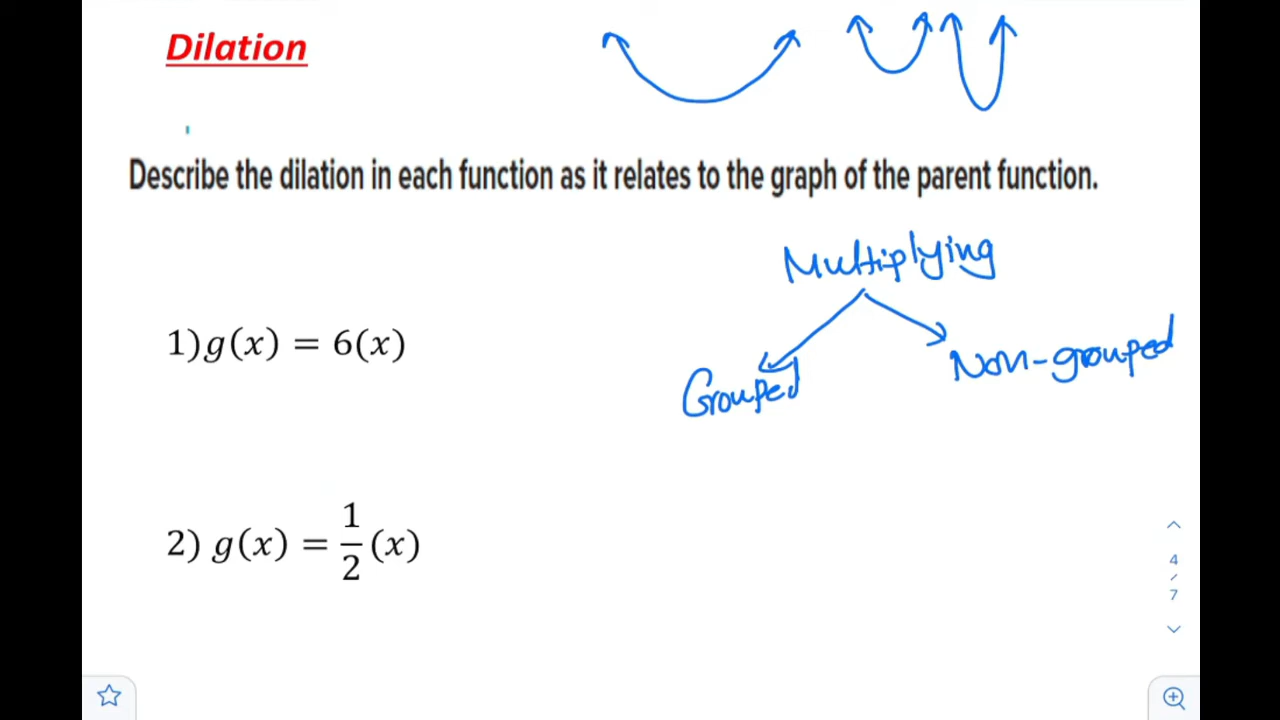 Dilation
Describe the dilation in each function as it relates to the graph of the parent function.
Multiplying
1)g(x) = 6(x)
Grouped
Non-grouped
2) g(x) = 1/2 (x)
4
/
7